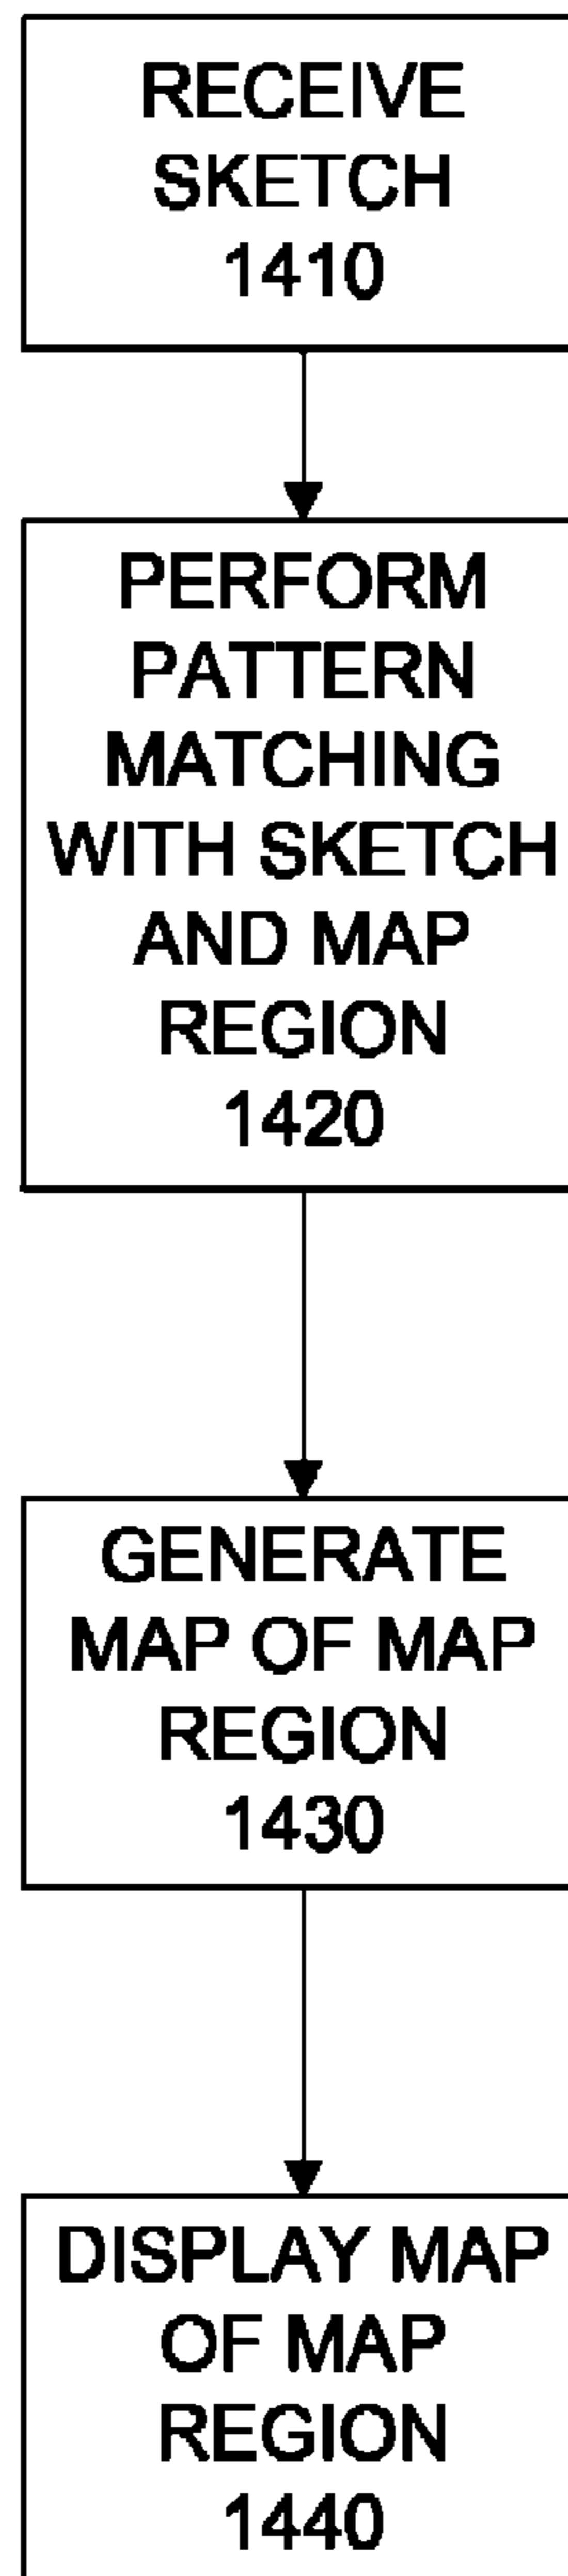 RECEIVE
SKETCH
1410
PERFORM
PATTERN
MATCHING
WITH SKETCH
AND MAP
REGION
1420
GENERATE
MAP OF MAP
REGION
1430
DISPLAY MAP
OF MAP
REGION
1440